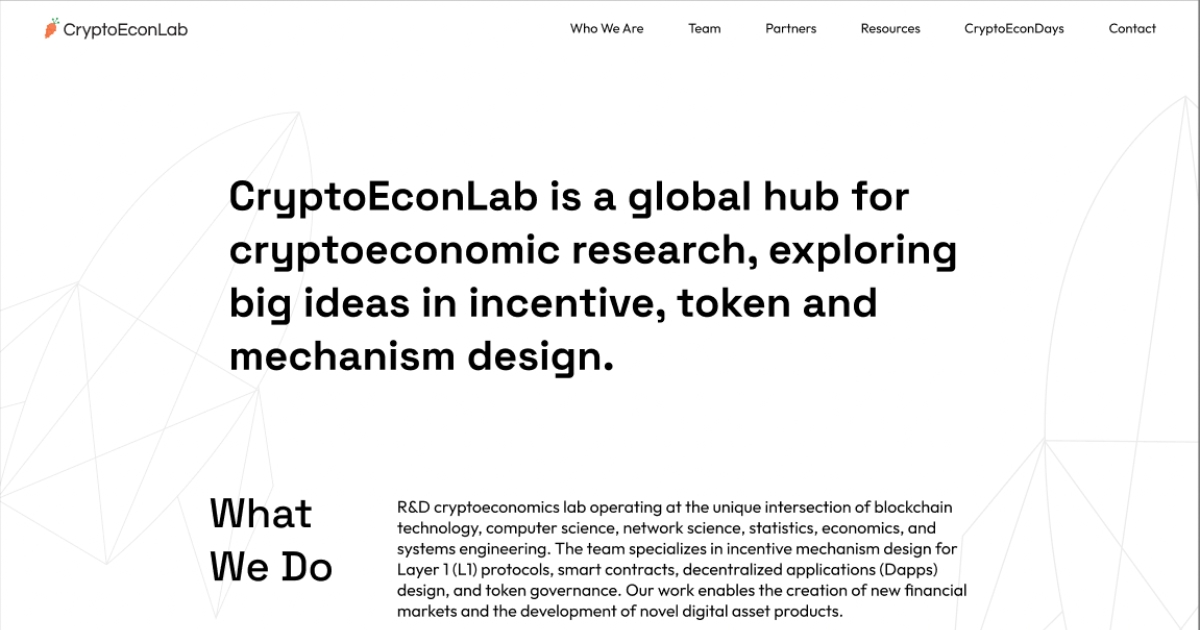 CryptoEconLab
Who We Are
Team
Partners
Resources
CryptoEconDays
Contact
CryptoEconLab is a global hub for
cryptoeconomic research, exploring
big ideas in incentive, token and
mechanism design.
What
We Do
R&D cryptoeconomics lab operating at the unique intersection of blockchain
technology, computer science, network science, statistics, economics, and
systems engineering. The team specializes in incentive mechanism design for
Layer 1 (L1) protocols, smart contracts, decentralized applications (Dapps)
design, and token governance. Our work enables the creation of new financial
markets and the development of novel digital asset products.